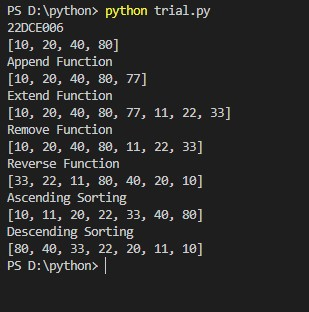 PS D:\python> python trial.py
22DCE006
[10, 20, 40, 80]
Append Function
[10, 20, 40, 80, 77]
Extend Function
[10, 20, 40, 80, 77, 11, 22, 33]
Remove Function
[10, 20, 40, 80, 11, 22, 33]
Reverse Function
[33, 22, 11, 80, 40, 20, 10]
Ascending Sorting
[10, 11, 20, 22, 33, 40, 80]
Descending Sorting
[80, 40, 33, 22, 20, 11, 10]
PS D:\python>